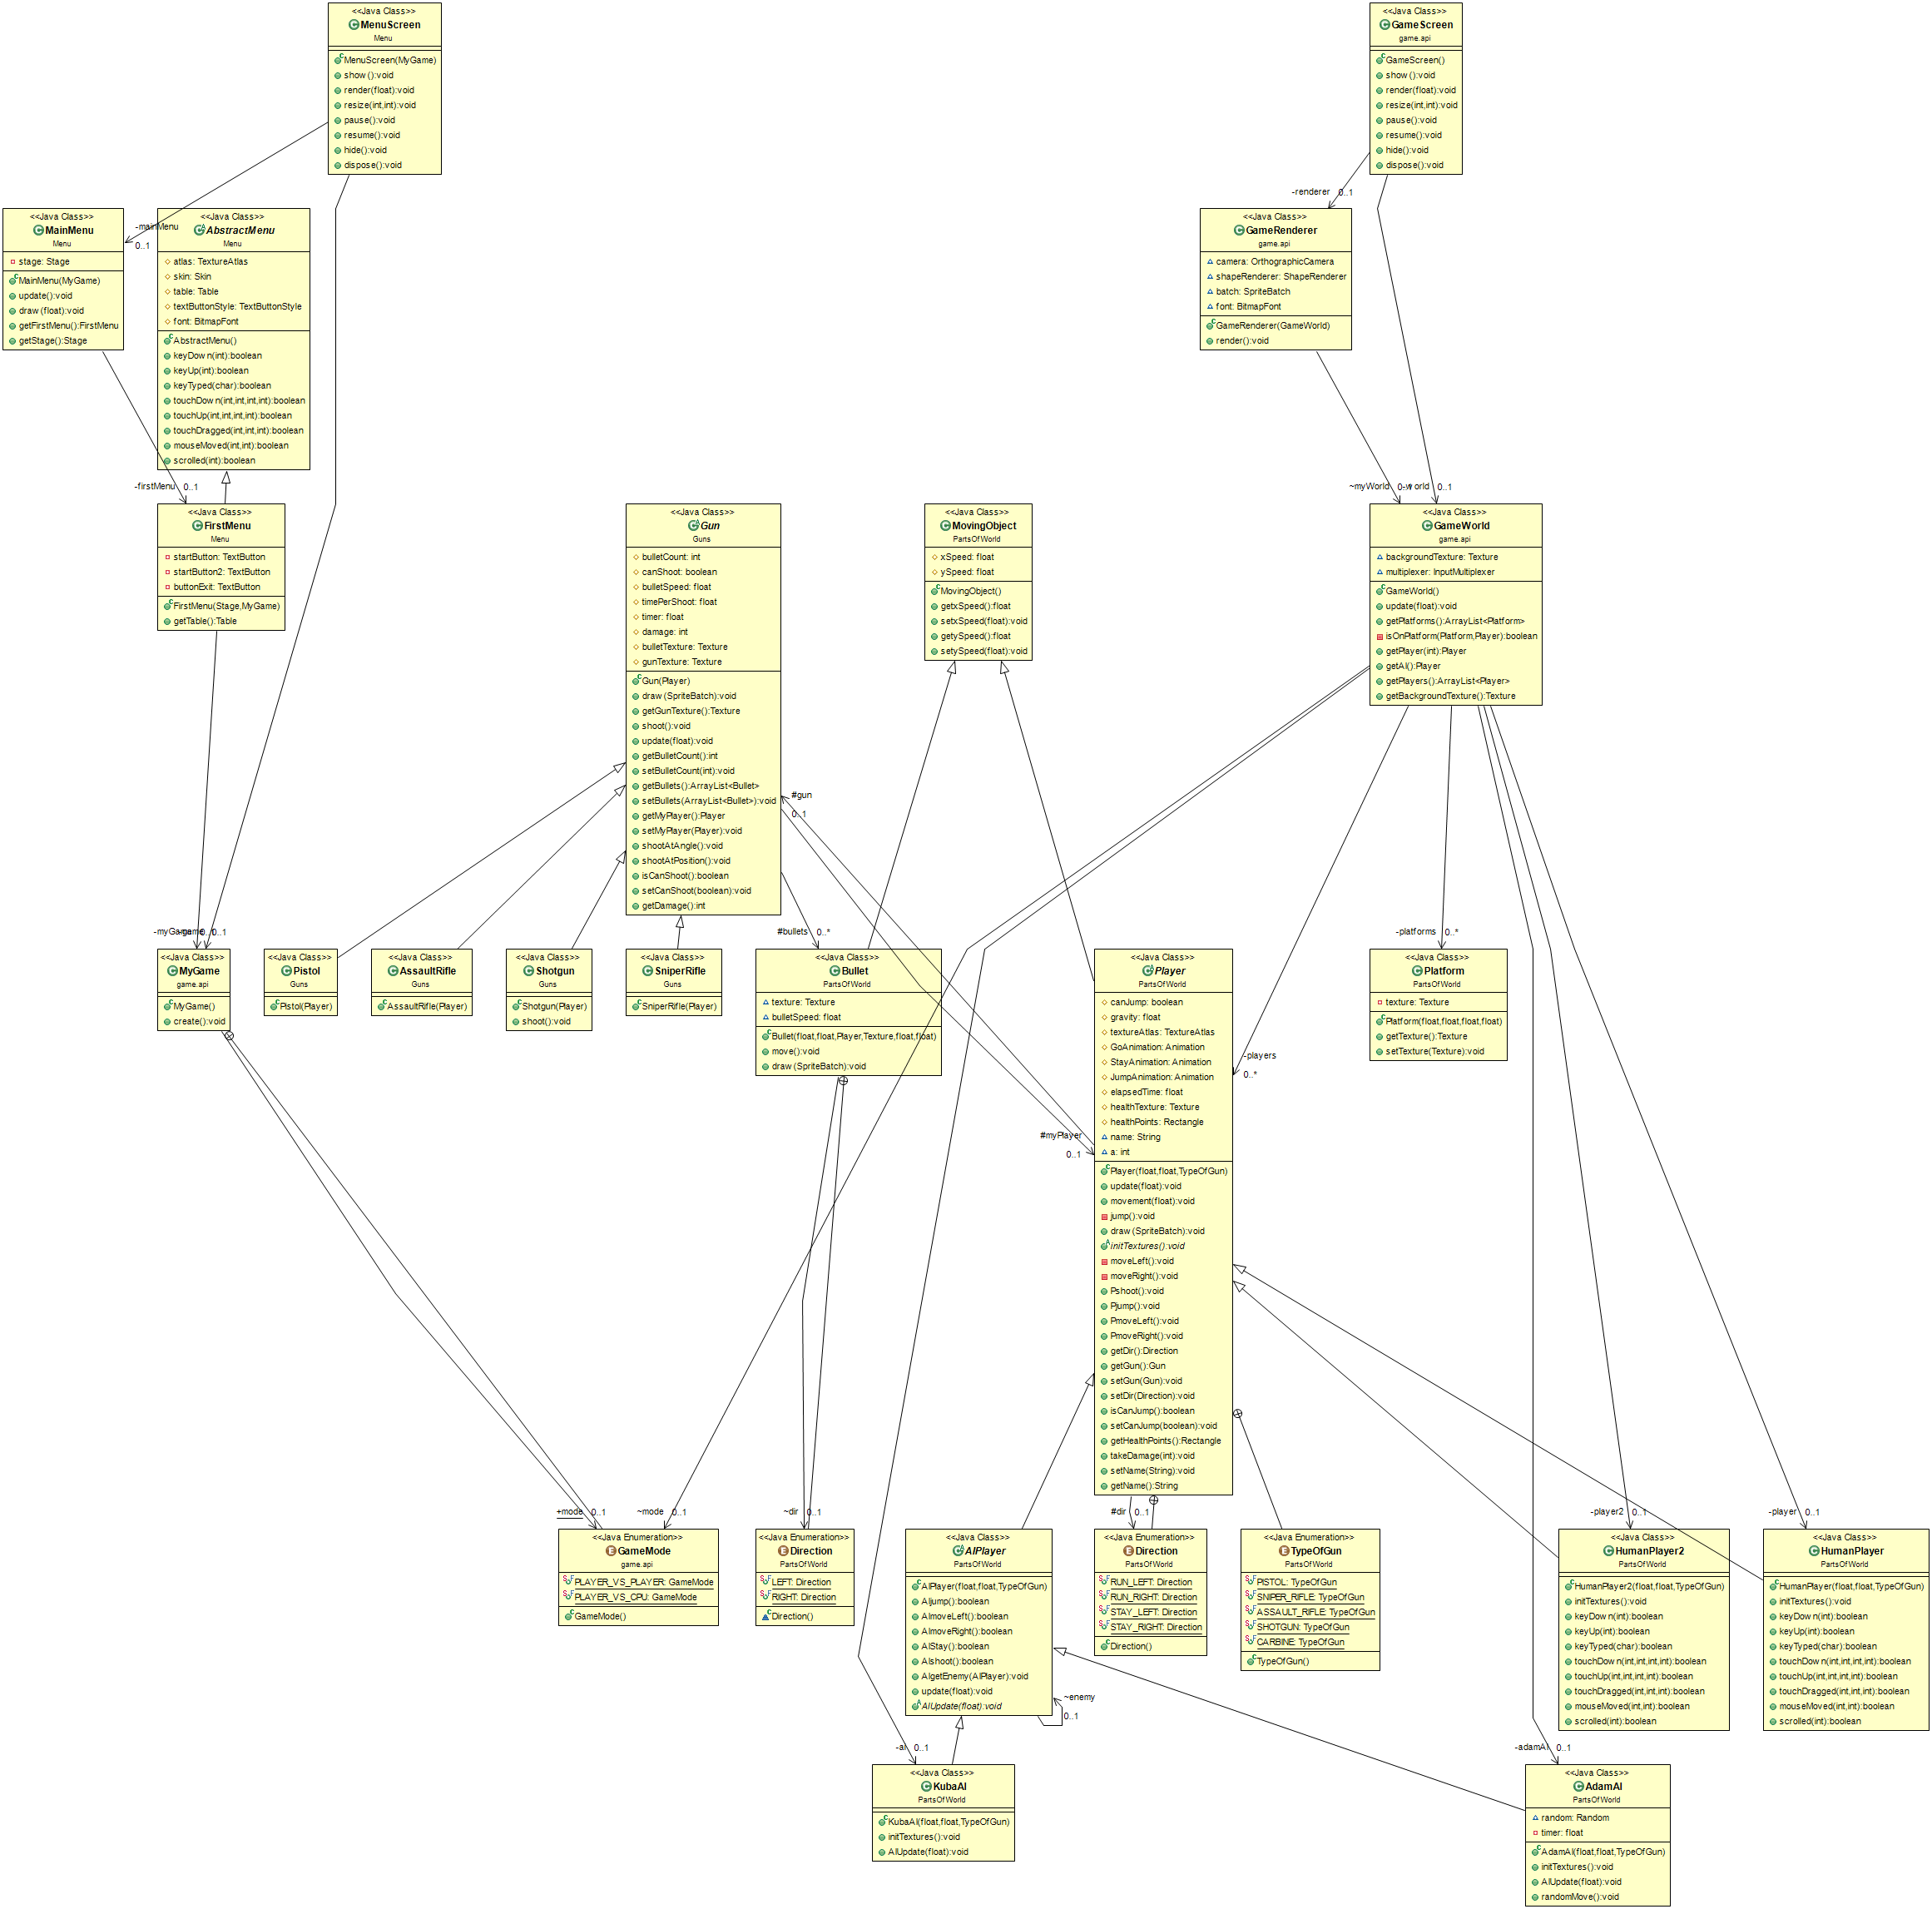 <<Java Class>>
MenuScreen
Menu
MenuScreen(MyGame)
show():void
render(float):void
resize(int,int):void
pause():void
resume():void
hide():void
dispose():void
<<Java Class>>
GameScreen
game.api
GameScreen()
show():void
render(float):void
resize(int,int):void
pause():void
resume():void
hide():void
dispose():void
-renderer 0..1
-mainMenu
0..1
<<Java Class>>
MainMenu
Menu
stage: Stage
MainMenu(MyGame)
update():void
draw(float):void
getFirstMenu():FirstMenu
getStage():Stage
<<Java Class>>
AbstractMenu
Menu
atlas: TextureAtlas
skin: Skin
table: Table
textButtonStyle: TextButtonStyle
font: BitmapFont
AbstractMenu()
keyDown(int):boolean
keyUp(int):boolean
keyTyped(char):boolean
touchDown(int,int,int,int):boolean
touchUp(int,int,int,int):boolean
touchDragged(int,int,int):boolean
mouseMoved(int,int):boolean
scrolled(int):boolean
<<Java Class>>
GameRenderer
game.api
camera: OrthographicCamera
shapeRenderer: ShapeRenderer
batch: SpriteBatch
font: BitmapFont
GameRenderer(GameWorld)
render():void
-firstMenu 0..1
~myWorld 0..1
-world 0..1
<<Java Class>>
FirstMenu
Menu
startButton: TextButton
startButton2: TextButton
buttonExit: TextButton
FirstMenu(Stage,MyGame)
getTable():Table
<<Java Class>>
Gun
Guns
bulletCount: int
canShoot: boolean
bulletSpeed: float
timePerShoot: float
timer: float
damage: int
bulletTexture: Texture
gunTexture: Texture
Gun(Player)
draw(SpriteBatch):void
getGunTexture():Texture
shoot():void
update(float):void
getBulletCount():int
setBulletCount(int):void
getBullets():ArrayList<Bullet>
setBullets(ArrayList<Bullet>):void
getMyPlayer():Player
setMyPlayer(Player):void
shootAtAngle():void
shootAtPosition():void
isCanShoot():boolean
setCanShoot(boolean):void
getDamage():int
<<Java Class>>
MovingObject
PartsOfWorld
xSpeed: float
ySpeed: float
MovingObject()
getxSpeed():float
setxSpeed(float):void
getySpeed():float
setySpeed(float):void
<<Java Class>>
GameWorld
game.api
backgroundTexture: Texture
multiplexer: InputMultiplexer
GameWorld()
update(float):void
getPlatforms():ArrayList<Platform>
isOnPlatform(Platform,Player):boolean
getPlayer(int):Player
getAI():Player
getPlayers():ArrayList<Player>
getBackgroundTexture():Texture
#gun
0..1
-myGame 0..1
#bullets 0..*
-platforms 0..*
<<Java Class>>
MyGame
game.api
MyGame()
create():void
<<Java Class>>
Pistol
Guns
Pistol(Player)
<<Java Class>>
AssaultRifle
Guns
AssaultRifle(Player)
<<Java Class>>
Shotgun
Guns
Shotgun(Player)
shoot():void
<<Java Class>>
SniperRifle
Guns
SniperRifle(Player)
<<Java Class>>
Bullet
PartsOfWorld
texture: Texture
bulletSpeed: float
Bullet(float,float,Player,Texture,float,float)
move():void
draw(SpriteBatch):void
<<Java Class>>
Player
PartsOfWorld
canJump: boolean
gravity: float
textureAtlas: TextureAtlas
GoAnimation: Animation
StayAnimation: Animation
JumpAnimation: Animation
elapsedTime: float
healthTexture: Texture
healthPoints: Rectangle
name: String
a: int
Player(float,float,TypeOfGun)
update(float):void
movement(float):void
jump():void
draw(SpriteBatch):void
initTextures():void
moveLeft():void
moveRight():void
Pshoot():void
Pjump():void
PmoveLeft():void
PmoveRight():void
getDir():Direction
getGun():Gun
setGun(Gun):void
setDir(Direction):void
isCanJump():boolean
setCanJump(boolean):void
getHealthPoints():Rectangle
takeDamage(int):void
setName(String):void
getName():String
<<Java Class>>
Platform
PartsOfWorld
texture: Texture
Platform(float,float,float,float)
getTexture():Texture
setTexture(Texture):void
-players
0..*
#myPlayer
0..1
+mode 0..1
~mode 0..1
~dir 0..1
#dir 0..1
-player2 0..1
-player 0..1
<<Java Enumeration>>
GameMode
game.api
PLAYER_VS_PLAYER: GameMode
PLAYER_VS_CPU: GameMode
GameMode()
<<Java Enumeration>>
Direction
PartsOfWorld
LEFT: Direction
RIGHT: Direction
Direction()
<<Java Class>>
AIPlayer
PartsOfWorld
AIPlayer(float,float,TypeOfGun)
AIjump():boolean
AImoveLeft():boolean
AImoveRight():boolean
AIStay():boolean
AIshoot():boolean
AIgetEnemy(AIPlayer):void
update(float):void
AIUpdate(float):void
<<Java Enumeration>>
Direction
PartsOfWorld
RUN_LEFT: Direction
RUN_RIGHT: Direction
STAY_LEFT: Direction
STAY_RIGHT: Direction
Direction()
<<Java Enumeration>>
TypeOfGun
PartsOfWorld
PISTOL: TypeOfGun
SNIPER_RIFLE: TypeOfGun
ASSAULT_RIFLE: TypeOfGun
SHOTGUN: TypeOfGun
CARBINE: TypeOfGun
TypeOfGun()
<<Java Class>>
HumanPlayer2
PartsOfWorld
HumanPlayer2(float,float,TypeOfGun)
initTextures():void
keyDown(int):boolean
keyUp(int):boolean
keyTyped(char):boolean
touchDown(int,int,int,int):boolean
touchUp(int,int,int,int):boolean
touchDragged(int,int,int):boolean
mouseMoved(int,int):boolean
scrolled(int):boolean
<<Java Class>>
HumanPlayer
PartsOfWorld
HumanPlayer(float,float,TypeOfGun)
initTextures():void
keyDown(int):boolean
keyUp(int):boolean
keyTyped(char):boolean
touchDown(int,int,int,int):boolean
touchUp(int,int,int,int):boolean
touchDragged(int,int,int):boolean
mouseMoved(int,int):boolean
scrolled(int):boolean
~enemy
0..1
-ai 0..1
-adamAI 0..1
<<Java Class>>
KubaAI
PartsOfWorld
KubaAI(float,float,TypeOfGun)
initTextures():void
AIUpdate(float):void
<<Java Class>>
AdamAI
PartsOfWorld
random: Random
timer: float
AdamAI(float,float,TypeOfGun)
initTextures():void
AIUpdate(float):void
randomMove():void